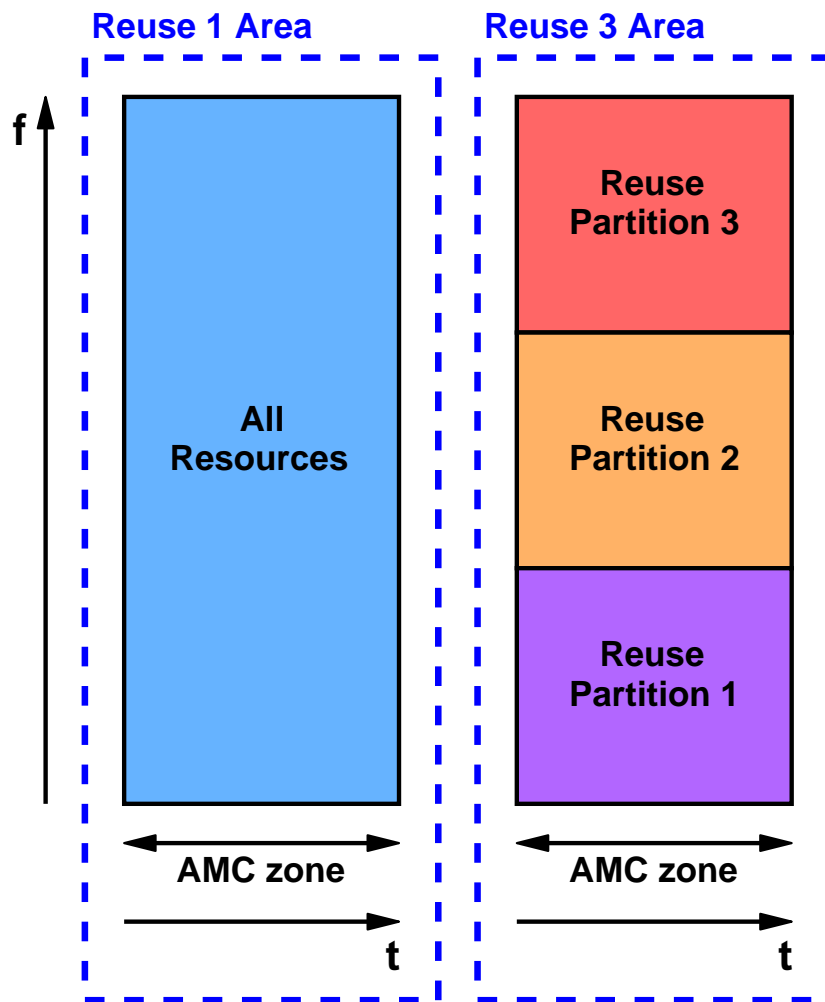 Reuse 1 Area
Reuse 3 Area
f
All
Resources
Reuse
Partition 3
Reuse
Partition 2
Reuse
Partition 1
AMC zone
AMC zone
t
t